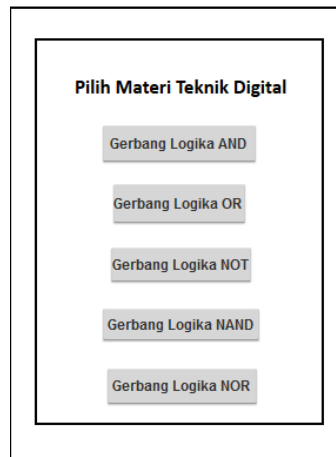 Pilih Materi Teknik Digital
Gerbang Logika AND
Gerbang Logika OR
Gerbang Logika NOT
Gerbang Logika NAND
Gerbang Logika NOR